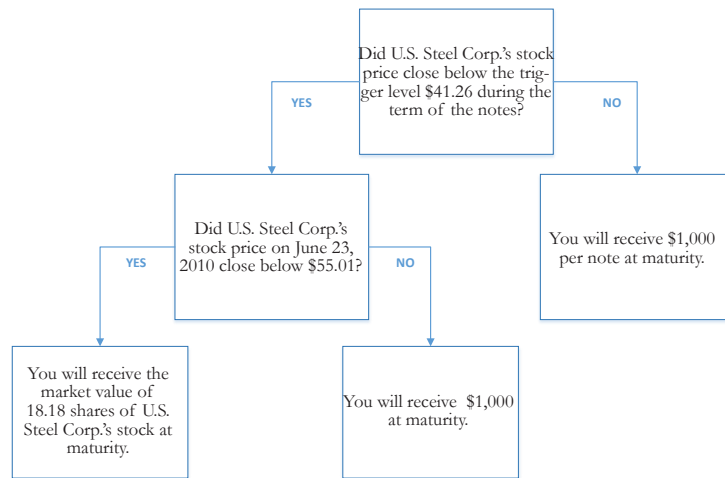 Did U.S. Steel Corp.'s stock
price close below the trig-
ger level $41.26 during the
term of the notes?
YES
NO
Did U.S. Steel Corp.'s
stock price on June 23,
2010 close below $55.01?
You will receive $1,000
per note at maturity.
YES
NO
You will receive the
market value of
18.18 shares of U.S.
Steel Corp.'s stock at
maturity.
You will receive $1,000
at maturity.